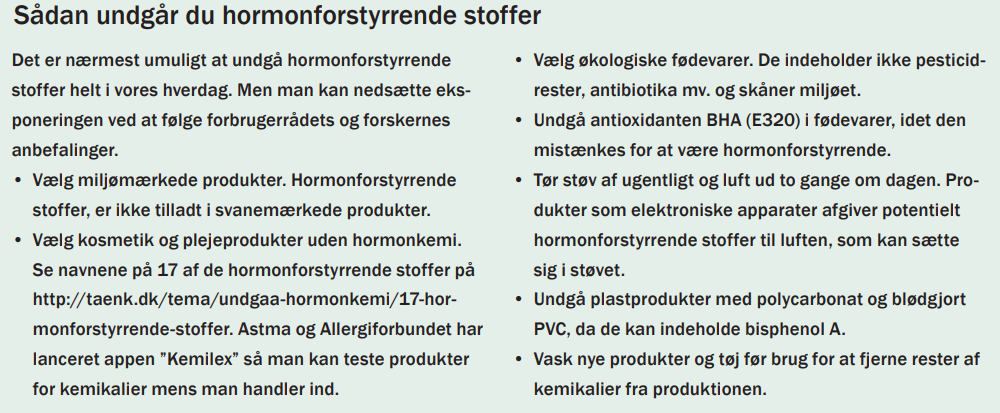 Sådan undgår du hormonforstyrrende stoffer
Det er nærmest umuligt at undgå hormonforstyrrende
stoffer helt i vores hverdag. Men man kan nedsætte eks-
poneringen ved at følge forbrugerrådets og forskernes
anbefalinger.
• Vælg miljømærkede produkter. Hormonforstyrrende
stoffer, er ikke tilladt i svanemærkede produkter.
• Vælg kosmetik og plejeprodukter uden hormonkemi.
Se navnene på 17 af de hormonforstyrrende stoffer på
http://taenk.dk/tema/undgaa-hormonkemi/17-hor-
monforstyrrende-stoffer. Astma og Allergiforbundet har
lanceret appen ”Kemilex” så man kan teste produkter
for kemikalier mens man handler ind.
• Vælg økologiske fødevarer. De indeholder ikke pesticid-
rester, antibiotika mv. og skåner miljøet.
• Undgå antioxidanten BHA (E320) i fødevarer, idet den
mistænkes for at være hormonforstyrrende.
• Tør støv af ugentligt og luft ud to gange om dagen. Pro-
dukter som elektroniske apparater afgiver potentielt
hormonforstyrrende stoffer til luften, som kan sætte
sig i støvet.
• Undgå plastprodukter med polycarbonat og blødgjort
PVC, da de kan indeholde bisphenol A.
• Vask nye produkter og tøj før brug for at fjerne rester af
kemikalier fra produktionen.